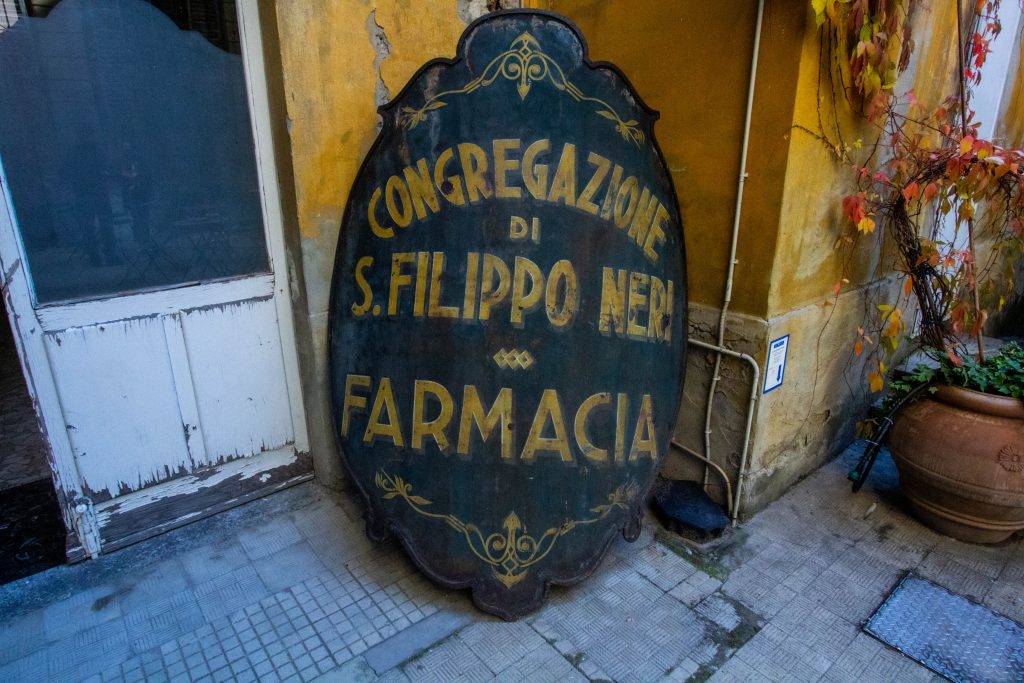 CONGREGAZIONE
DI
S. FILIPPO NERI
FARMACIA